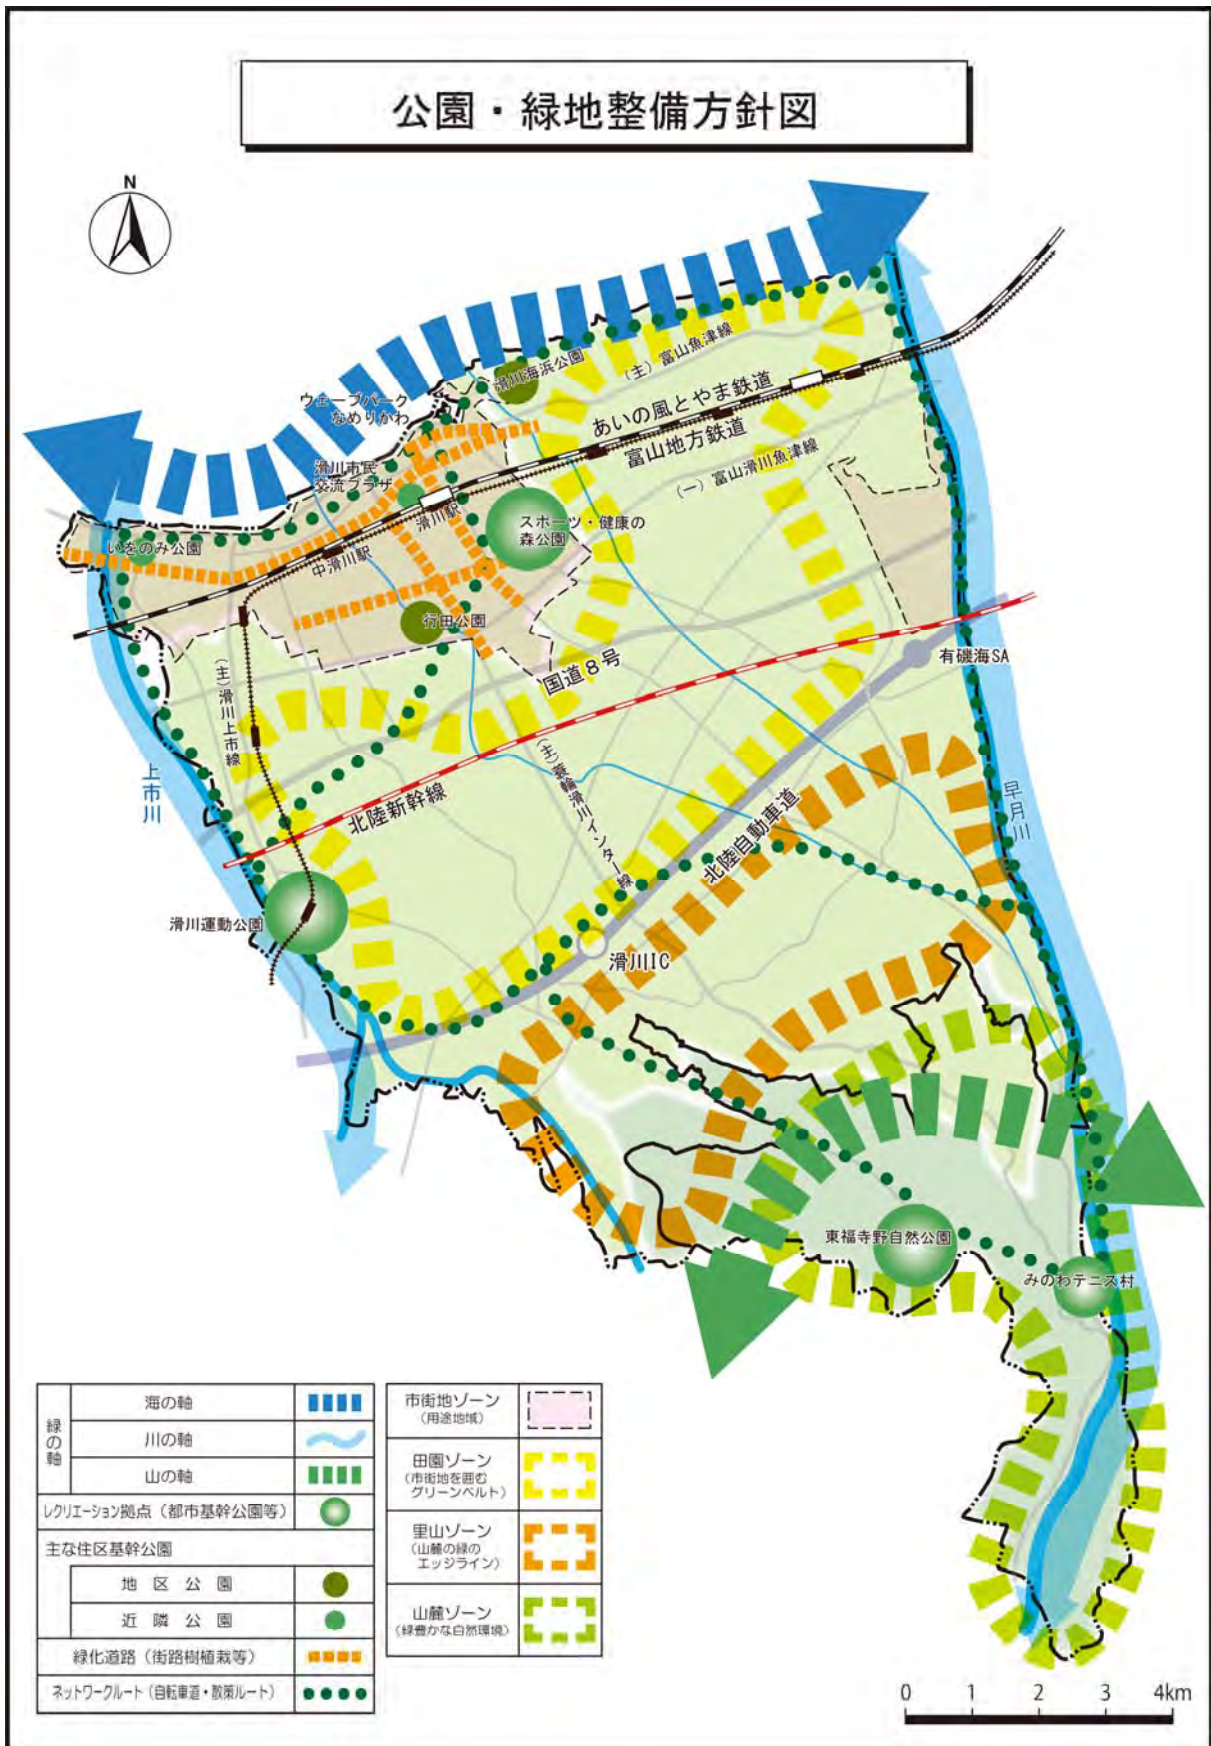 公園・緑地整備方針図
N
滑川海浜公園
(主)富山魚津線
ウェーブパーク
なめりかわ
あいの風とやま鉄道
富山地方鉄道
(一)富山滑川魚津線
滑川市民
交流プラザ
滑川駅
スポーツ・健康の
森公園
いをのみ公園
中滑川駅
行田公園
国道8号
有磯海SA
(主)滑川上市線
上市川
北陸新幹線
(主)蓑輪滑川インター線
北陸自動車道
早月川
滑川運動公園
滑川IC
東福寺野自然公園
みのわテニス村
緑の軸
海の軸
川の軸
山の軸
レクリエーション拠点(都市基幹公園等)
主な住区基幹公園
地区公園
近隣公園
緑化道路(街路樹植栽等)
ネットワークルート(自転車道・散策ルート)
市街地ゾーン
(用途地域)
田園ゾーン
(市街地を囲む
グリーンベルト)
里山ゾーン
(山麓の緑の
エッジライン)
山麓ゾーン
(緑豊かな自然環境)
0 1 2 3 4km